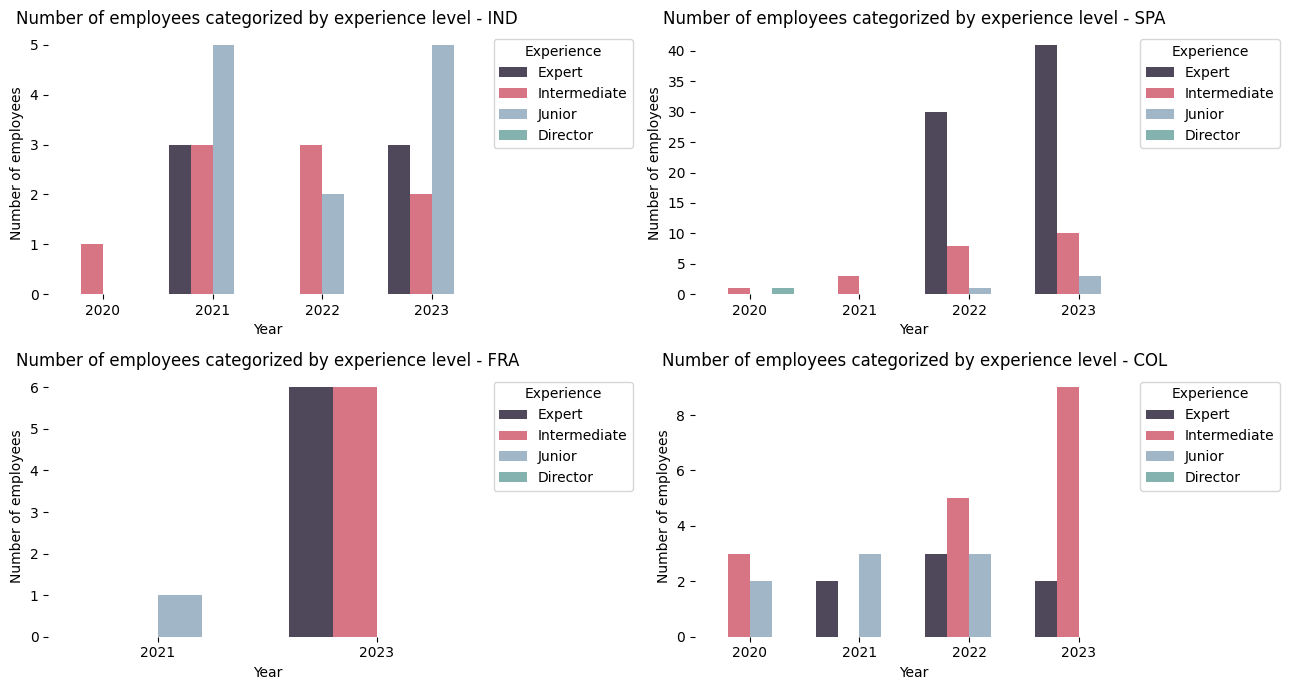 Number of employees categorized by experience level - IND
Number of employees
5
4
3
2
1
0
2020
2021
2022
2023
Year
Experience
Expert
Intermediate
Junior
Director
Number of employees categorized by experience level - SPA
Number of employees
40
35
30
25
20
15
10
5
0
2020
2021
2022
2023
Year
Experience
Expert
Intermediate
Junior
Director
Number of employees categorized by experience level - FRA
Number of employees
6
5
4
3
2
1
0
2021
2023
Year
Experience
Expert
Intermediate
Junior
Director
Number of employees categorized by experience level - COL
Number of employees
8
6
4
2
0
2020
2021
2022
2023
Year
Experience
Expert
Intermediate
Junior
Director